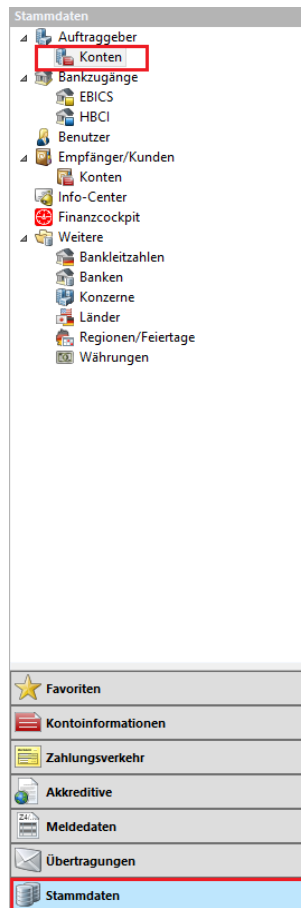 Stammdaten
Auftraggeber
Konten
Bankzugänge
EBICS
HBCI
Benutzer
Empfänger/Kunden
Konten
Info-Center
Finanzcockpit
Weitere
Bankleitzahlen
Banken
Konzerne
Länder
Regionen/Feiertage
Währungen
Favoriten
Kontoinformationen
Zahlungsverkehr
Akkreditive
Meldedaten
Übertragungen
Stammdaten